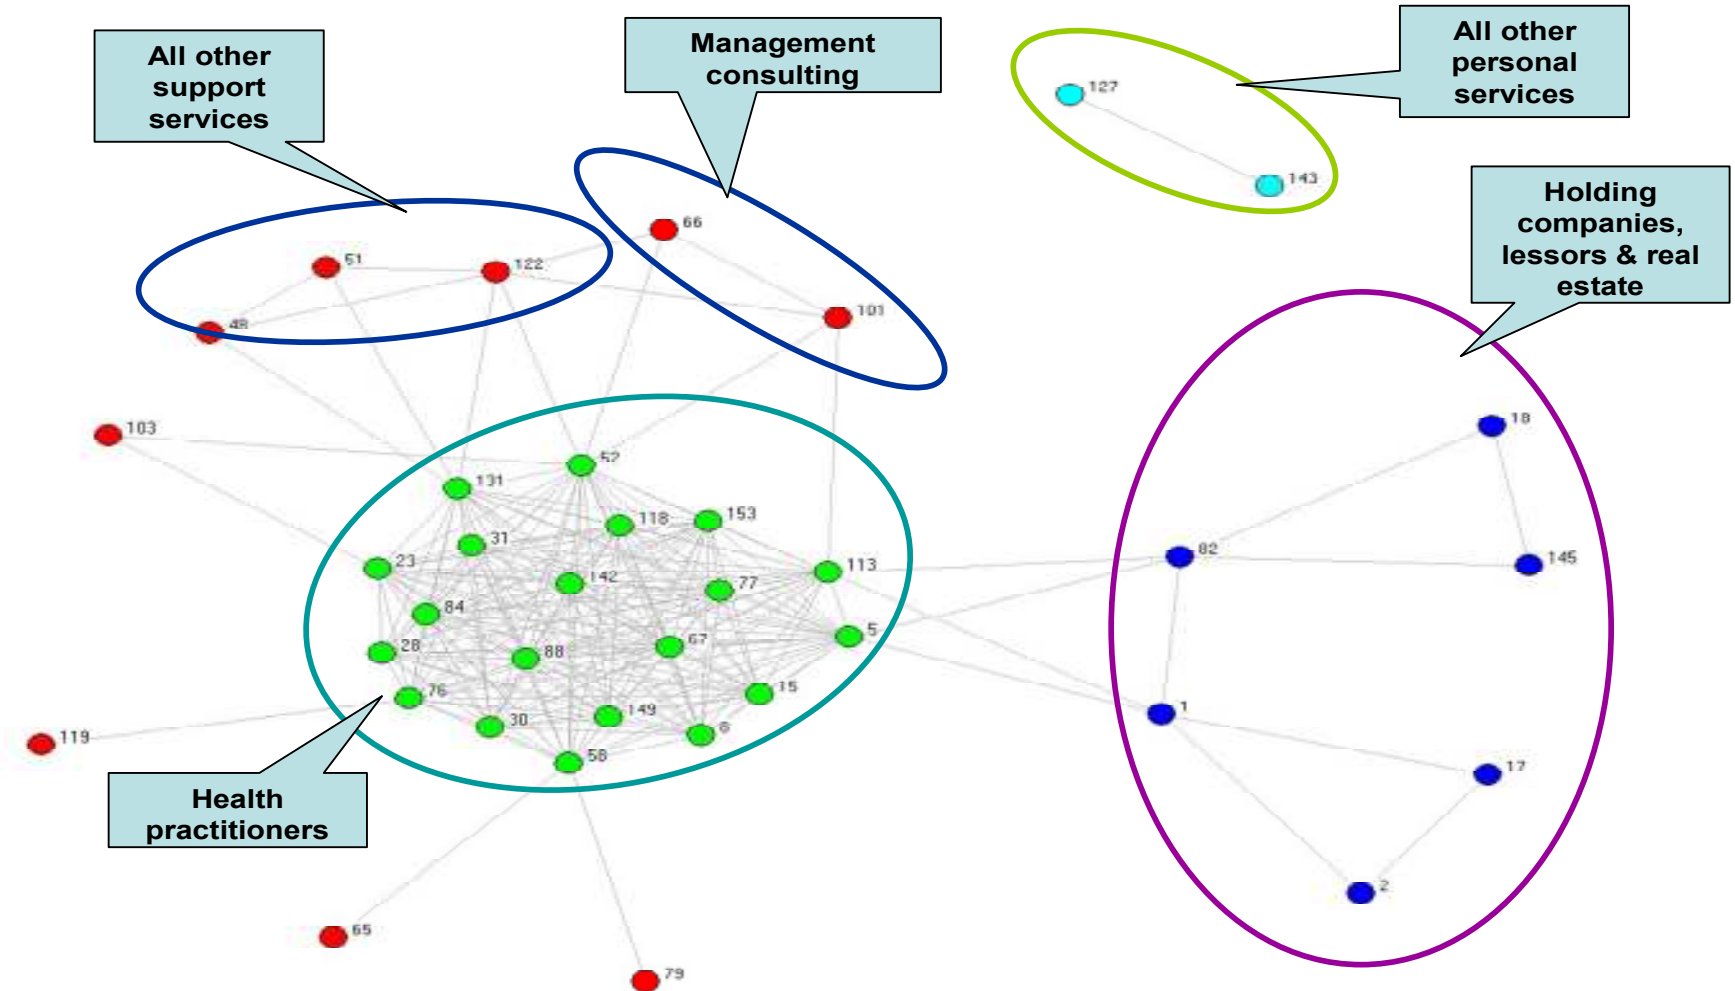 All other
support
services
Management
consulting
All other
personal
services
Holding
companies,
lessors & real
estate
Health
practitioners
127
143
66
51
122
48
101
103
18
52
131
118
153
31
82
145
23
113
142
77
84
5
28
67
88
76
15
1
30
149
119
58
17
2
65
79